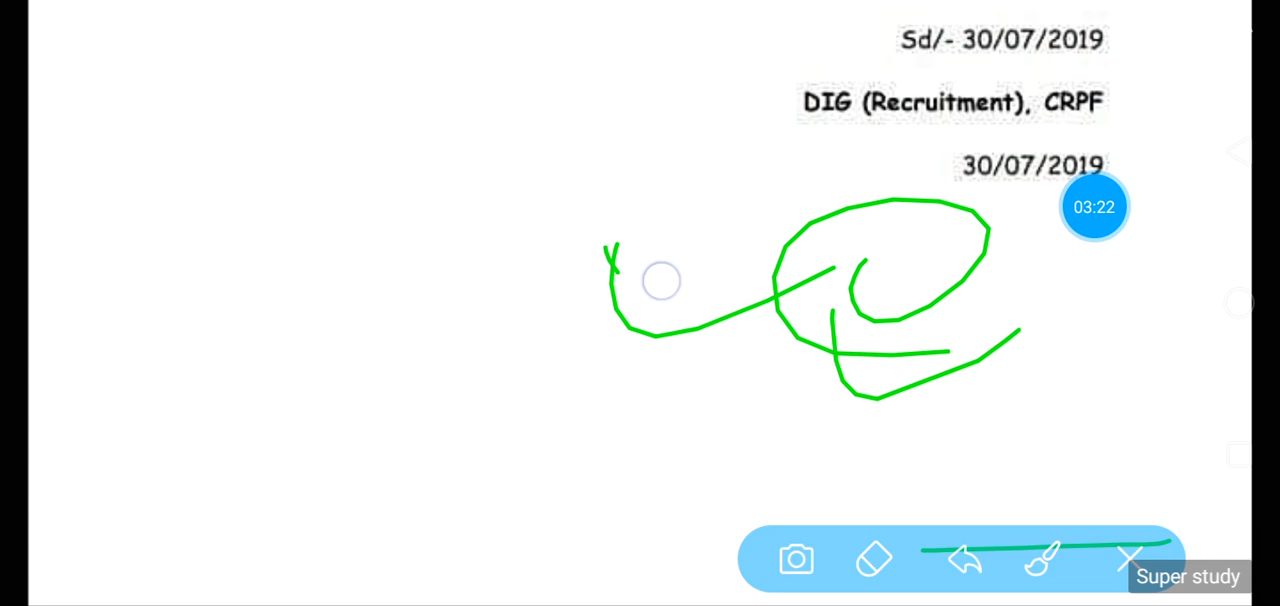 Sd/- 30/07/2019
DIG (Recruitment), CRPF
30/07/2019
03:22
Super study